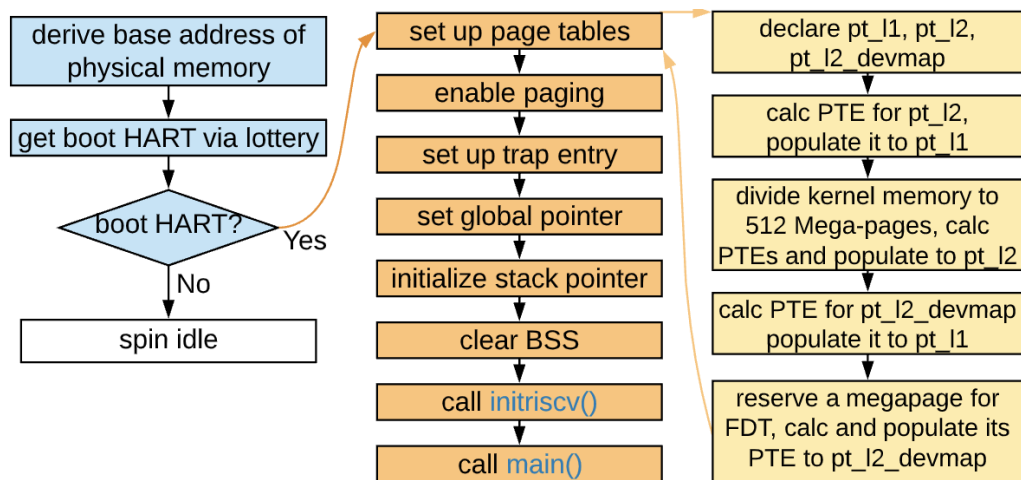 derive base address of
physical memory
get boot HART via lottery
boot HART?
Yes
No
spin idle
set up page tables
enable paging
set up trap entry
set global pointer
initialize stack pointer
clear BSS
call initriscv()
call main()
declare pt_l1, pt_l2,
pt_l2_devmap
calc PTE for pt_l2,
populate it to pt_l1
divide kernel memory to
512 Mega-pages, calc
PTEs and populate to pt_l2
calc PTE for pt_l2_devmap
populate it to pt_l1
reserve a megapage for
FDT, calc and populate its
PTE to pt_l2_devmap